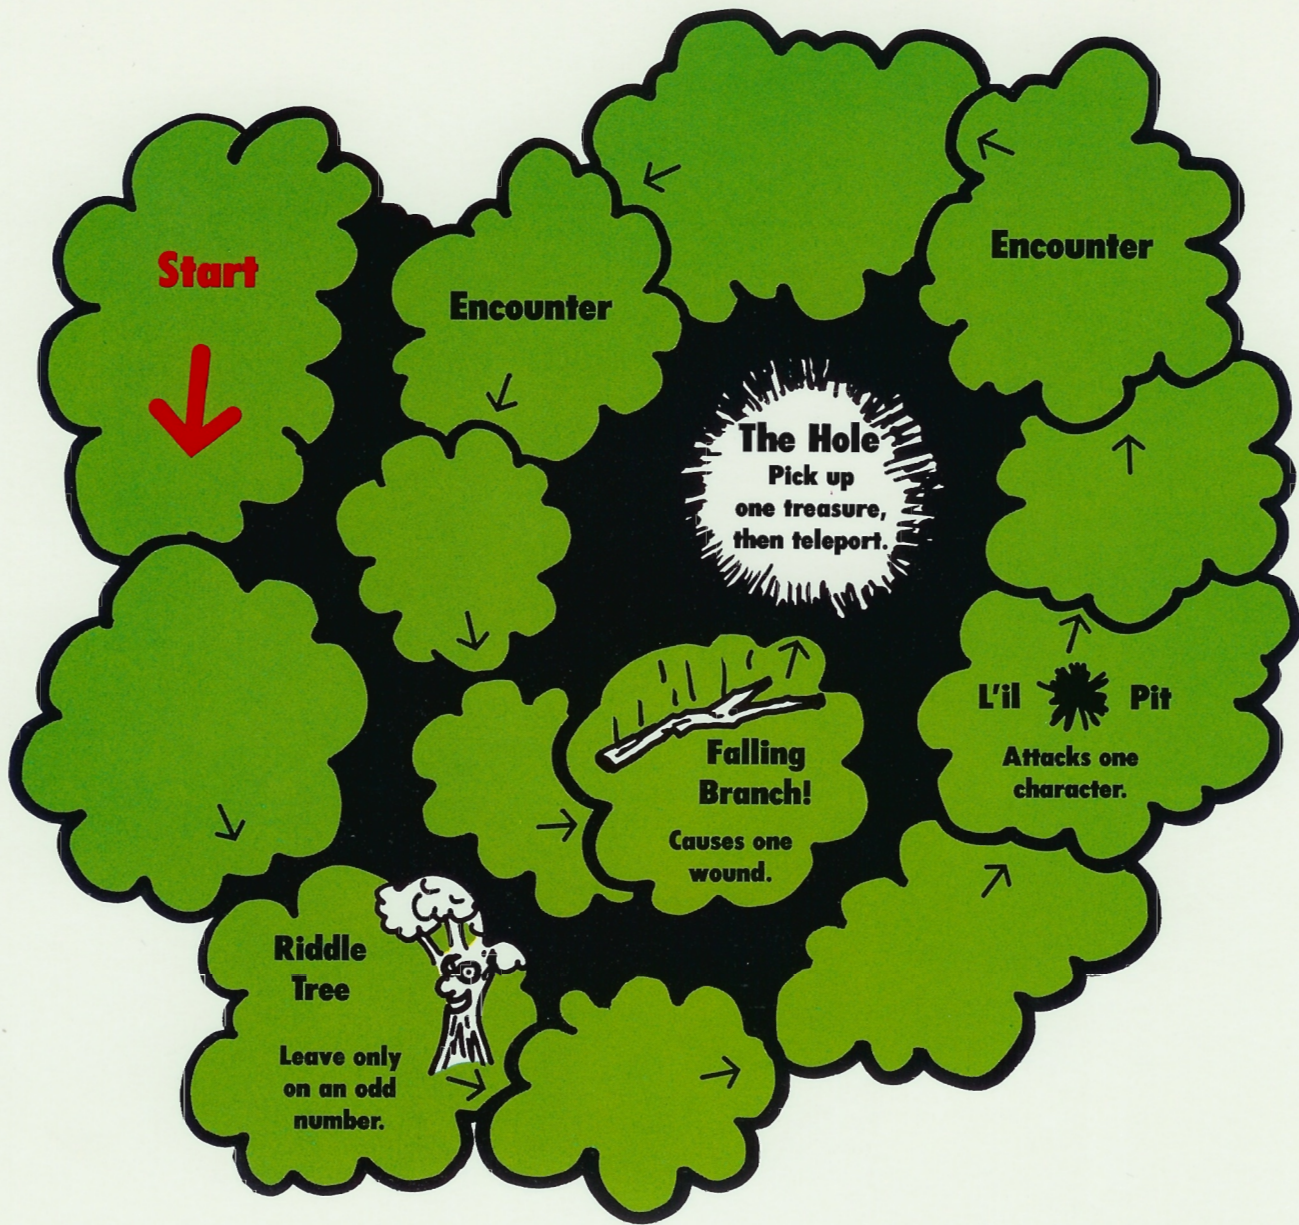 Start
Encounter
Encounter
The Hole
Pick up
one treasure,
then teleport.
L'il Pit
Attacks one
character.
Falling
Branch!
Causes one
wound.
Riddle
Tree
Leave only
on an odd
number.